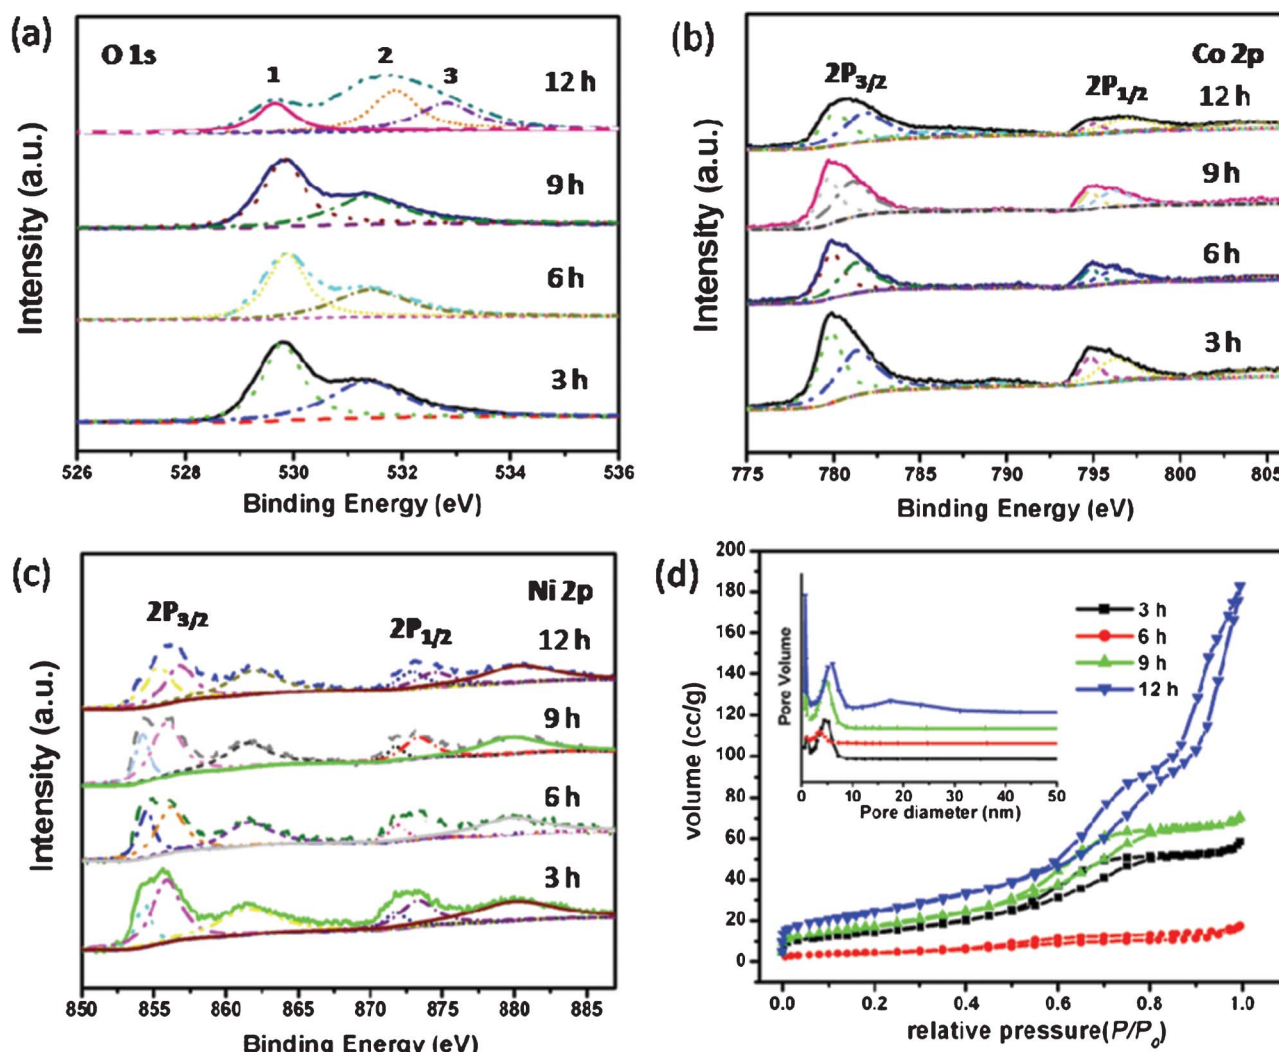 (a)
O 1s
1
2
3
12 h
9 h
6 h
3 h
Intensity (a.u.)
526
528
530
532
534
536
Binding Energy (eV)
(b)
Co 2p
2P3/2
2P1/2
12 h
9 h
6 h
3 h
Intensity (a.u.)
775
780
785
790
795
800
805
Binding Energy (eV)
(c)
Ni 2p
2P3/2
2P1/2
12 h
9 h
6 h
3 h
Intensity (a.u.)
850
855
860
865
870
875
880
885
Binding Energy (eV)
(d)
200
180
160
140
120
100
80
60
40
20
0
volume (cc/g)
0.0
0.2
0.4
0.6
0.8
1.0
relative pressure(P/Po)
3 h
6 h
9 h
12 h
Pore Volume
0
10
20
30
40
50
Pore diameter (nm)